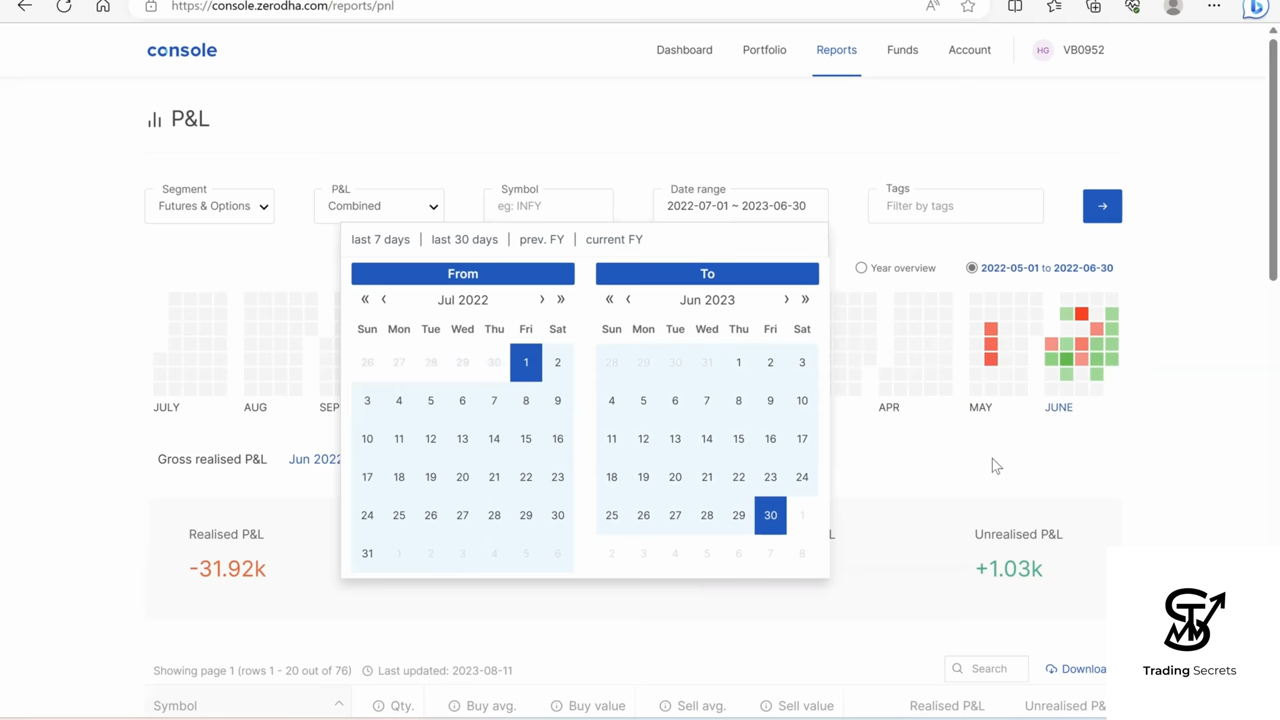 https://console.zerodha.com/reports/pnl
console
Dashboard Portfolio Reports Funds Account HG VB0952
P&L
Segment P&L Symbol Date range Tags
Futures & Options Combined eg: INFY 2022-07-01 ~ 2023-06-30 Filter by tags
last 7 days | last 30 days | prev. FY | current FY
From To
Year overview 2022-05-01 to 2022-06-30
« ‹ Jul 2022 › » « ‹ Jun 2023 › »
Sun Mon Tue Wed Thu Fri Sat Sun Mon Tue Wed Thu Fri Sat
26 27 28 29 30 1 2 28 29 30 31 1 2 3
3 4 5 6 7 8 9 4 5 6 7 8 9 10
JULY AUG SEP APR MAY JUNE
10 11 12 13 14 15 16 11 12 13 14 15 16 17
Gross realised P&L Jun 2022
17 18 19 20 21 22 23 18 19 20 21 22 23 24
24 25 26 27 28 29 30 25 26 27 28 29 30 1
31 1 2 3 4 5 6 2 3 4 5 6 7 8
Realised P&L L Unrealised P&L
-31.92k +1.03k
Showing page 1 (rows 1 - 20 out of 76) Last updated: 2023-08-11 Search Downloa
Trading Secrets
Symbol Qty. Buy avg. Buy value Sell avg. Sell value Realised P&L Unrealised P&